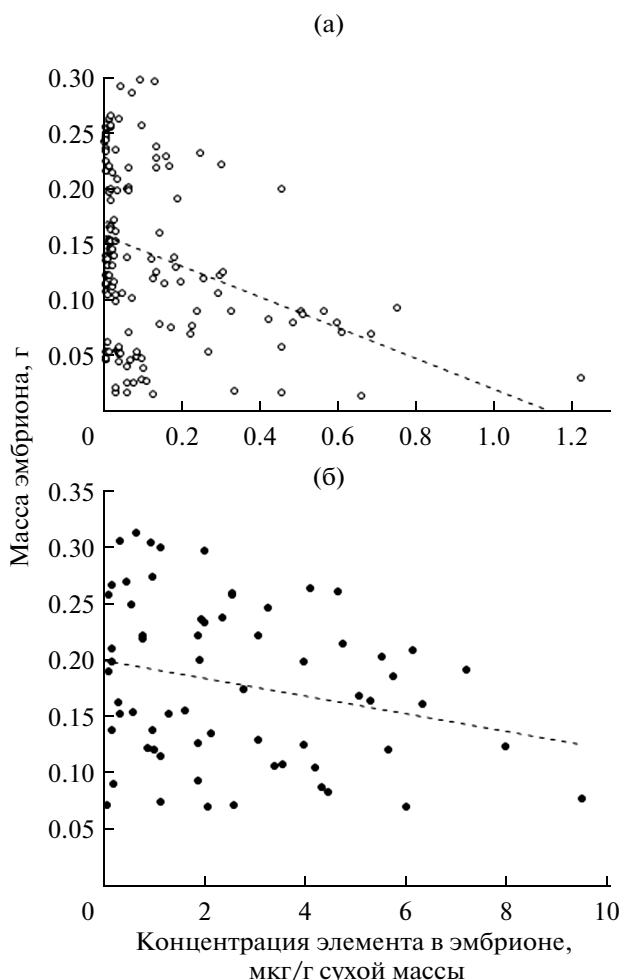 (а)
0.30
0.25
0.20
0.15
0.10
0.05
0 0.2 0.4 0.6 0.8 1.0 1.2
Масса эмбриона, г
(б)
0.35
0.30
0.25
0.20
0.15
0.10
0.05
0 2 4 6 8 10
Концентрация элемента в эмбрионе,
мкг/г сухой массы